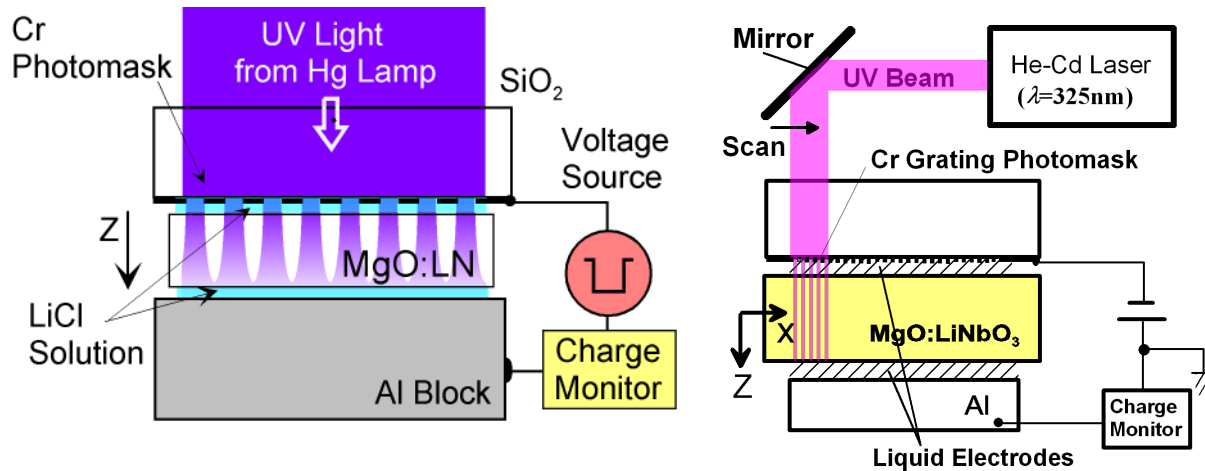 Cr
Photomask
UV Light
from Hg Lamp
SiO₂
Voltage
Source
Z
MgO:LN
LiCl
Solution
Al Block
Charge
Monitor
Mirror
UV Beam
He-Cd Laser
(λ=325nm)
Scan
Cr Grating Photomask
X
MgO:LiNbO₃
Z
Al
Charge
Monitor
Liquid Electrodes